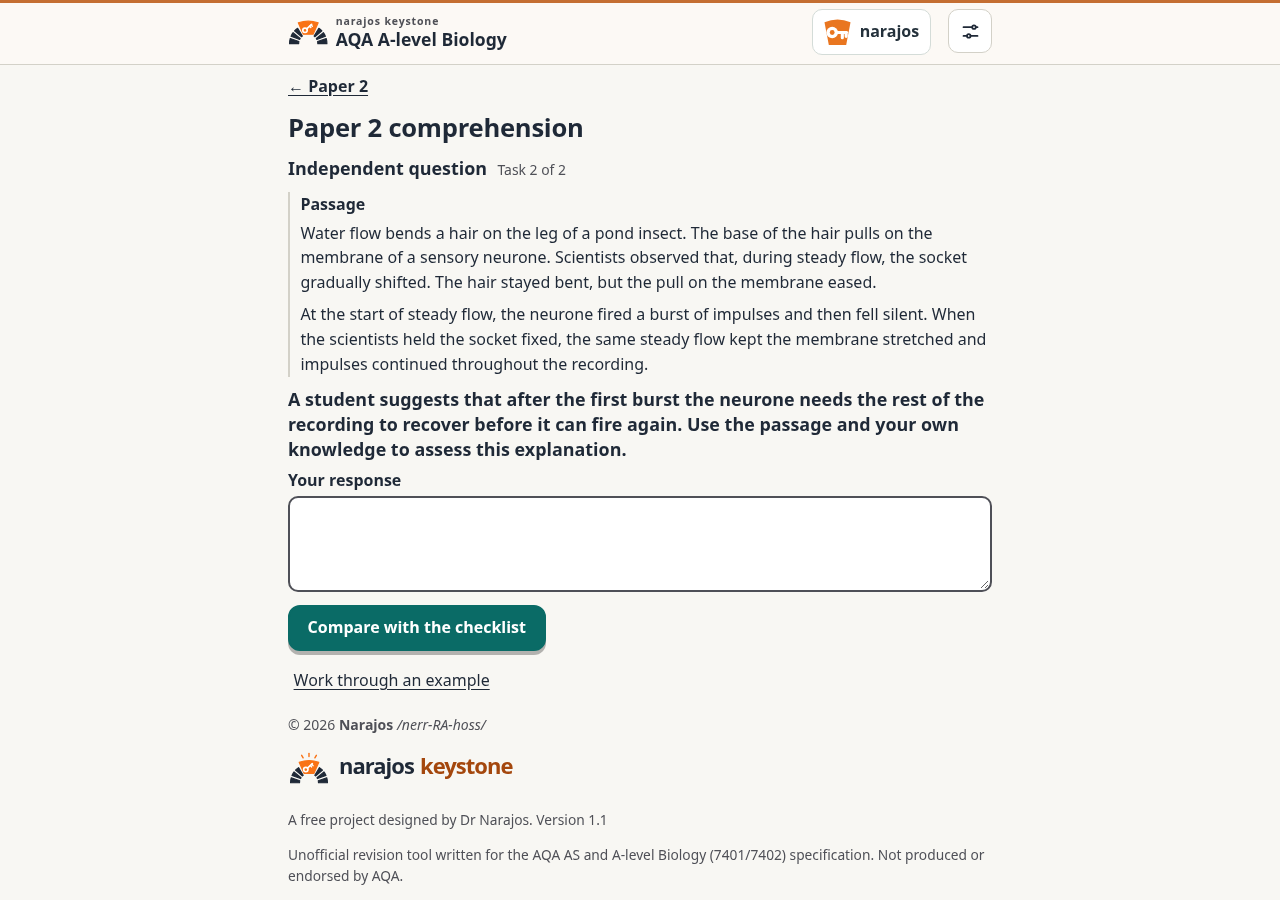 narajos keystone
AQA A-level Biology
narajos
← Paper 2
Paper 2 comprehension
Independent question Task 2 of 2
Passage
Water flow bends a hair on the leg of a pond insect. The base of the hair pulls on the
membrane of a sensory neurone. Scientists observed that, during steady flow, the socket
gradually shifted. The hair stayed bent, but the pull on the membrane eased.
At the start of steady flow, the neurone fired a burst of impulses and then fell silent. When
the scientists held the socket fixed, the same steady flow kept the membrane stretched and
impulses continued throughout the recording.
A student suggests that after the first burst the neurone needs the rest of the
recording to recover before it can fire again. Use the passage and your own
knowledge to assess this explanation.
Your response
Compare with the checklist
Work through an example
© 2026 Narajos /nerr-RA-hoss/
narajos keystone
A free project designed by Dr Narajos. Version 1.1
Unofficial revision tool written for the AQA AS and A-level Biology (7401/7402) specification. Not produced or
endorsed by AQA.